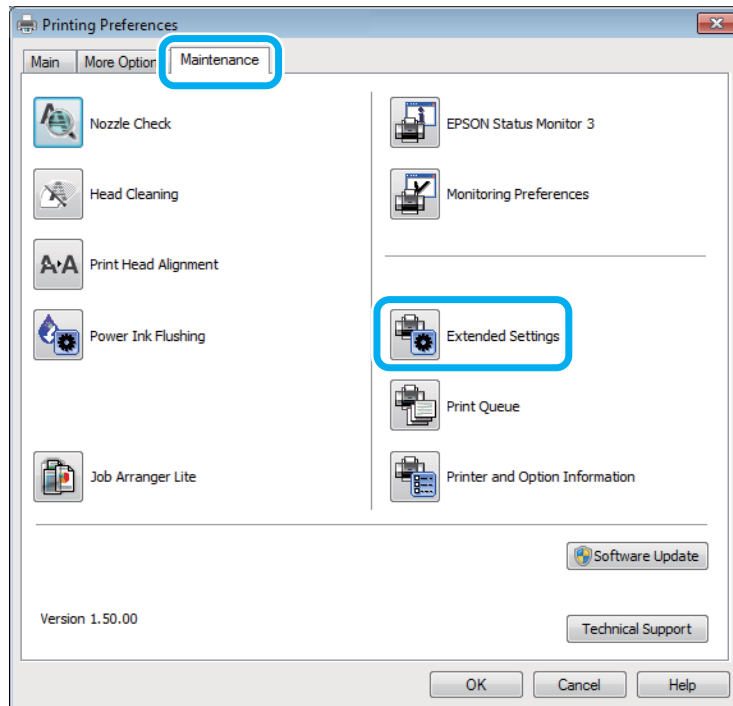 Printing Preferences
Main
More Option
Maintenance
Nozzle Check
EPSON Status Monitor 3
Head Cleaning
Monitoring Preferences
Print Head Alignment
Power Ink Flushing
Extended Settings
Print Queue
Job Arranger Lite
Printer and Option Information
Software Update
Version 1.50.00
Technical Support
OK
Cancel
Help